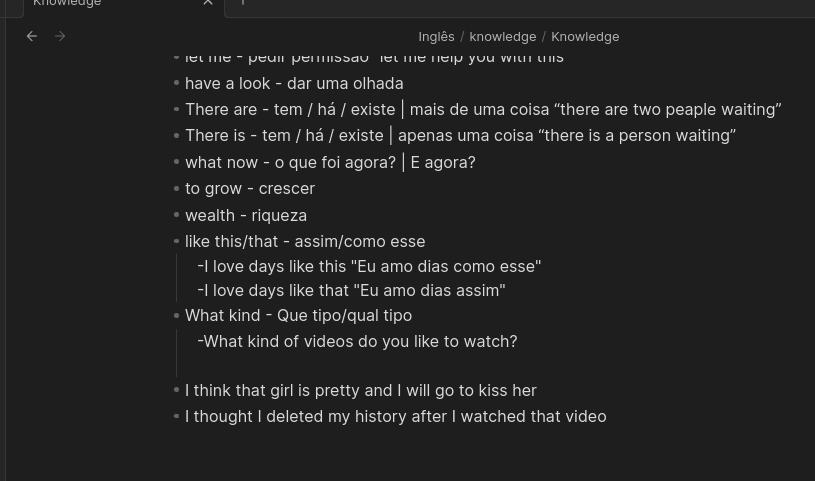 Knowledge
Inglês / knowledge / Knowledge
let me - pedir permissão "let me help you with this"
have a look - dar uma olhada
There are - tem / há / existe | mais de uma coisa “there are two peaple waiting”
There is - tem / há / existe | apenas uma coisa “there is a person waiting”
what now - o que foi agora? | E agora?
to grow - crescer
wealth - riqueza
like this/that - assim/como esse
-I love days like this "Eu amo dias como esse"
-I love days like that "Eu amo dias assim"
What kind - Que tipo/qual tipo
-What kind of videos do you like to watch?
I think that girl is pretty and I will go to kiss her
I thought I deleted my history after I watched that video